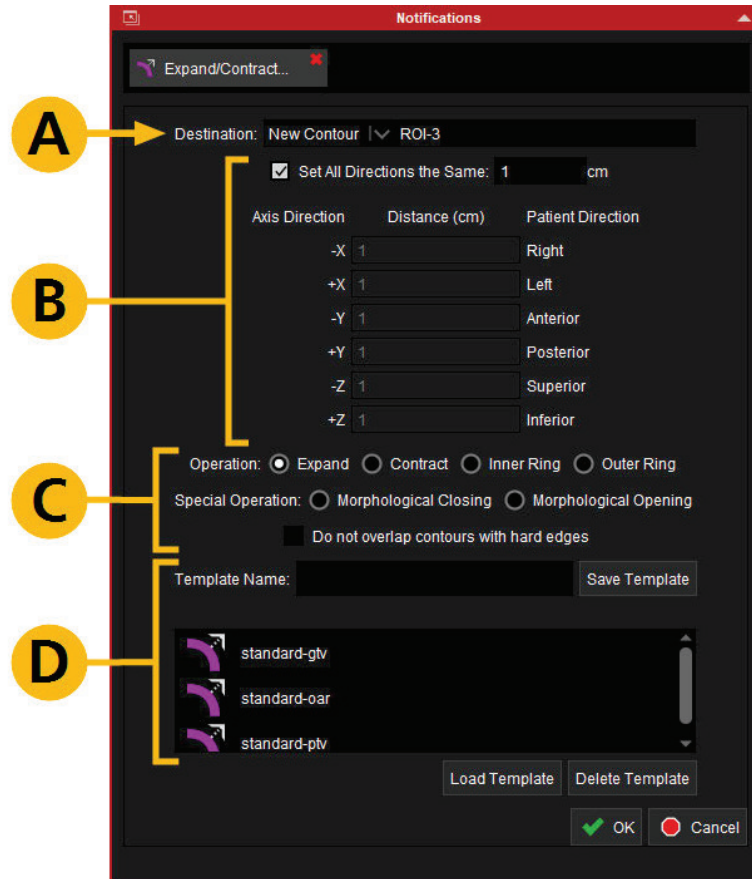 Notifications
Expand/Contract...
A
Destination: New Contour ROI-3
B
Set All Directions the Same: 1 cm
Axis Direction Distance (cm) Patient Direction
-X 1 Right
+X 1 Left
-Y 1 Anterior
+Y 1 Posterior
-Z 1 Superior
+Z 1 Inferior
C
Operation: Expand Contract Inner Ring Outer Ring
Special Operation: Morphological Closing Morphological Opening
Do not overlap contours with hard edges
D
Template Name: Save Template
standard-gtv
standard-oar
standard-ptv
Load Template Delete Template
OK Cancel